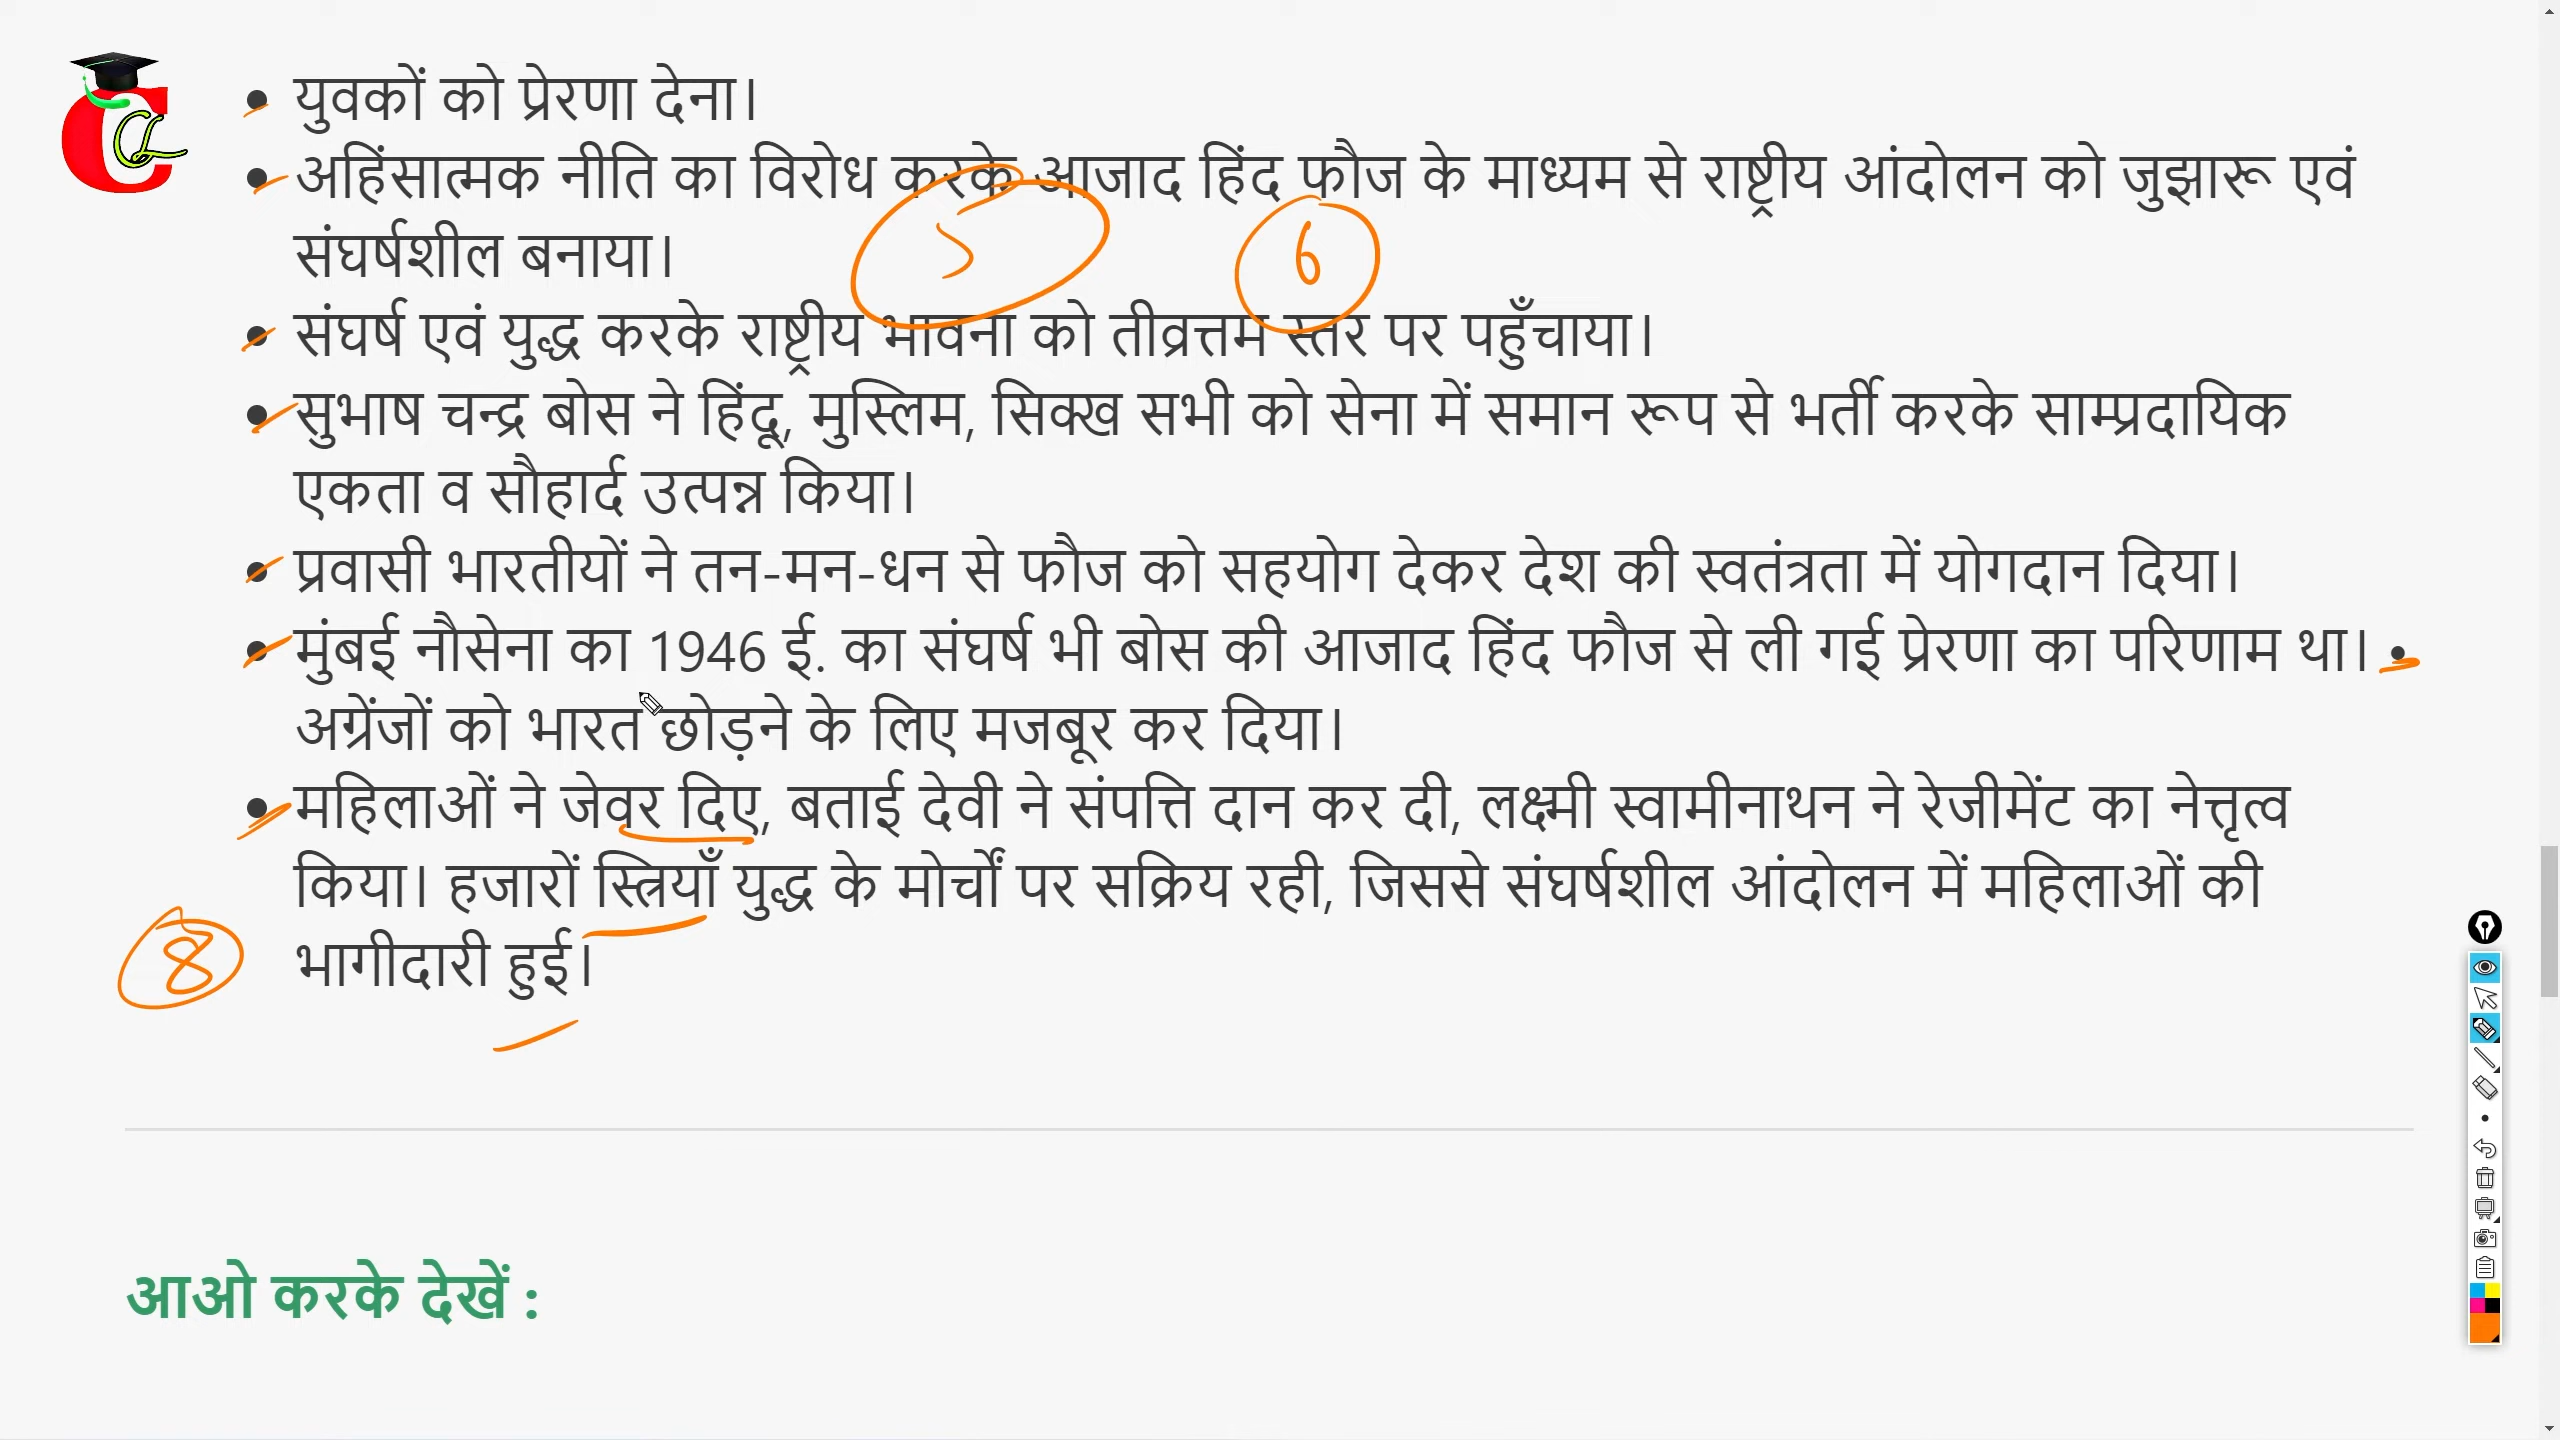 • युवकों को प्रेरणा देना।
• अहिंसात्मक नीति का विरोध करके आजाद हिंद फौज के माध्यम से राष्ट्रीय आंदोलन को जुझारू एवं
संघर्षशील बनाया।
5 6
• संघर्ष एवं युद्ध करके राष्ट्रीय भावना को तीव्रत्तम स्तर पर पहुँचाया।
• सुभाष चन्द्र बोस ने हिंदू, मुस्लिम, सिक्ख सभी को सेना में समान रूप से भर्ती करके साम्प्रदायिक
एकता व सौहार्द उत्पन्न किया।
• प्रवासी भारतीयों ने तन-मन-धन से फौज को सहयोग देकर देश की स्वतंत्रता में योगदान दिया।
• मुंबई नौसेना का 1946 ई. का संघर्ष भी बोस की आजाद हिंद फौज से ली गई प्रेरणा का परिणाम था। •
अग्रेंजों को भारत छोड़ने के लिए मजबूर कर दिया।
• महिलाओं ने जेवर दिए, बताई देवी ने संपत्ति दान कर दी, लक्ष्मी स्वामीनाथन ने रेजीमेंट का नेत्तृत्व
किया। हजारों स्त्रियाँ युद्ध के मोर्चों पर सक्रिय रही, जिससे संघर्षशील आंदोलन में महिलाओं की
8 भागीदारी हुई।
आओ करके देखें :